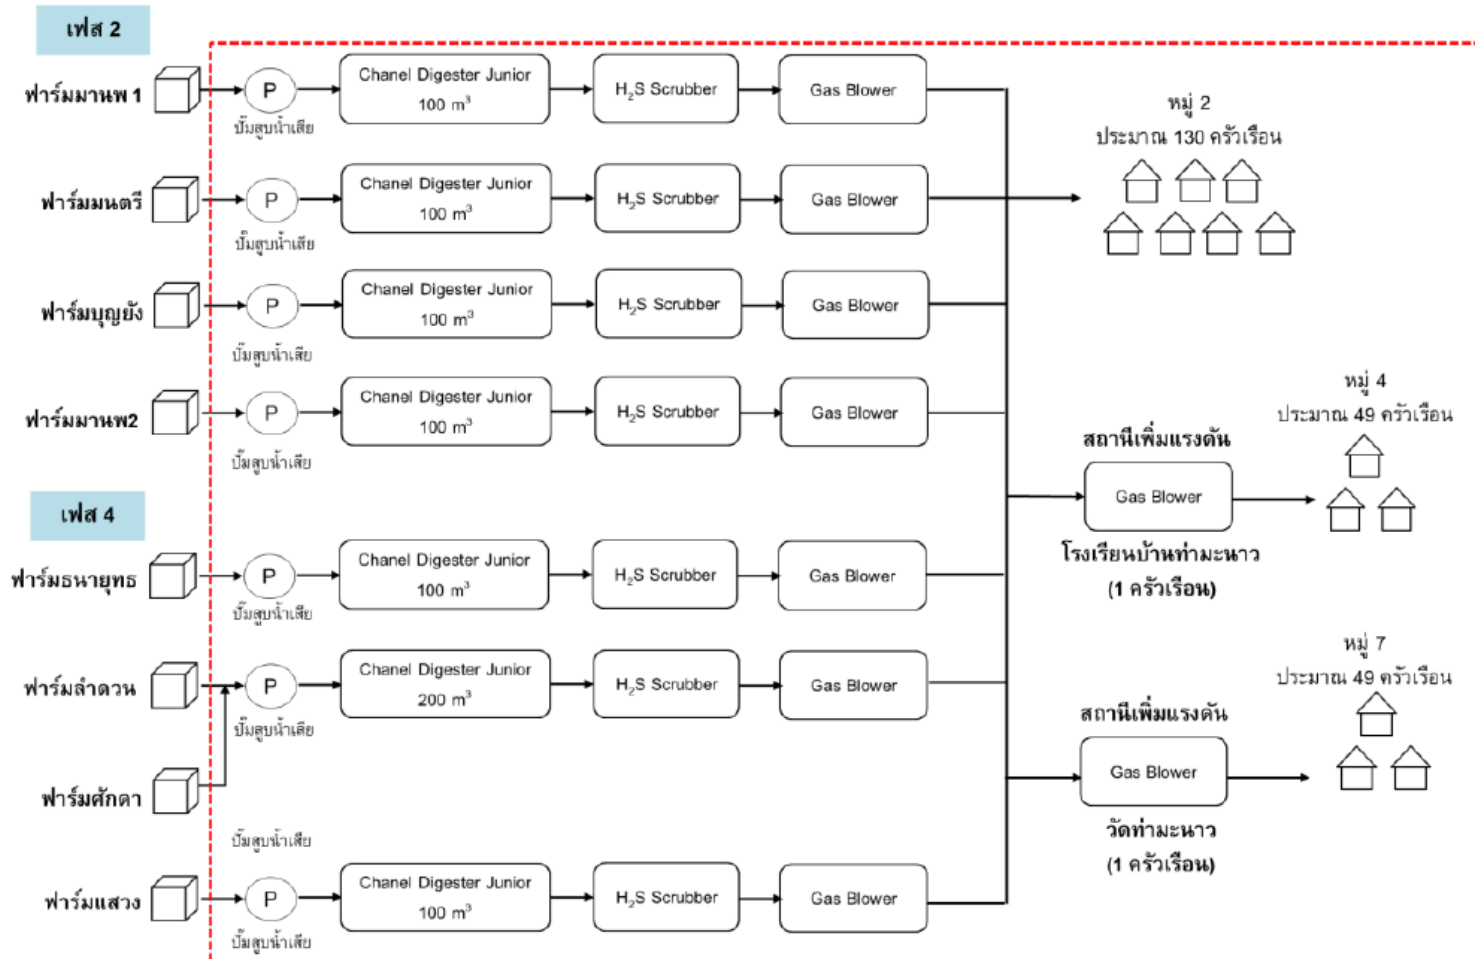 เฟส 2
ฟาร์มมานพ 1
P
ปั๊มสูบน้ำเสีย
Chanel Digester Junior
100 m³
H₂S Scrubber
Gas Blower
หมู่ 2
ประมาณ 130 ครัวเรือน
ฟาร์มมนตรี
P
ปั๊มสูบน้ำเสีย
Chanel Digester Junior
100 m³
H₂S Scrubber
Gas Blower
ฟาร์มบุญยัง
P
ปั๊มสูบน้ำเสีย
Chanel Digester Junior
100 m³
H₂S Scrubber
Gas Blower
ฟาร์มมานพ2
P
ปั๊มสูบน้ำเสีย
Chanel Digester Junior
100 m³
H₂S Scrubber
Gas Blower
หมู่ 4
ประมาณ 49 ครัวเรือน
สถานีเพิ่มแรงดัน
Gas Blower
โรงเรียนบ้านท่ามะนาว
(1 ครัวเรือน)
เฟส 4
ฟาร์มธนายุทธ
P
ปั๊มสูบน้ำเสีย
Chanel Digester Junior
100 m³
H₂S Scrubber
Gas Blower
ฟาร์มลำดวน
P
ปั๊มสูบน้ำเสีย
Chanel Digester Junior
200 m³
H₂S Scrubber
Gas Blower
หมู่ 7
ประมาณ 49 ครัวเรือน
สถานีเพิ่มแรงดัน
Gas Blower
วัดท่ามะนาว
(1 ครัวเรือน)
ฟาร์มศักดา
ปั๊มสูบน้ำเสีย
ฟาร์มแสวง
P
ปั๊มสูบน้ำเสีย
Chanel Digester Junior
100 m³
H₂S Scrubber
Gas Blower